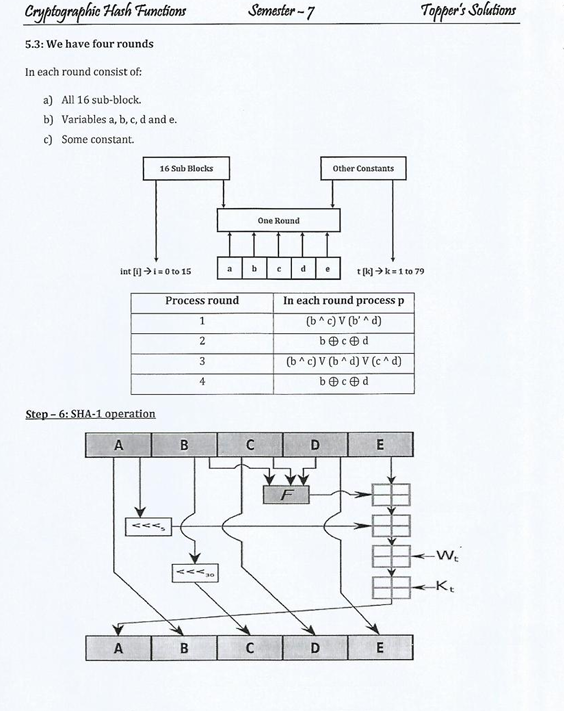 Cryptographic Hash Functions Semester – 7 Topper's Solutions
5.3: We have four rounds
In each round consist of:
a) All 16 sub-block.
b) Variables a, b, c, d and e.
c) Some constant.
16 Sub Blocks Other Constants
One Round
int [i] → i = 0 to 15 a b c d e t [k] → k = 1 to 79
Process round In each round process p
1 (b ^ c) V (b' ^ d)
2 b ⊕ c ⊕ d
3 (b ^ c) V (b ^ d) V (c ^ d)
4 b ⊕ c ⊕ d
Step – 6: SHA-1 operation
A B C D E
F
<<<5
Wt
<<<30
Kt
A B C D E